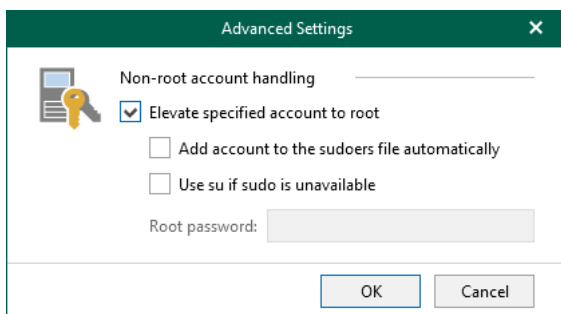 Advanced Settings
Non-root account handling
Elevate specified account to root
Add account to the sudoers file automatically
Use su if sudo is unavailable
Root password:
OK Cancel